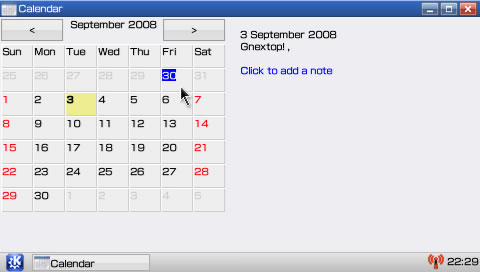 Calendar
< September 2008 >
Sun Mon Tue Wed Thu Fri Sat
25 26 27 28 29 30 31
1 2 3 4 5 6 7
8 9 10 11 12 13 14
15 16 17 18 19 20 21
22 23 24 25 26 27 28
29 30 1 2 3 4 5
3 September 2008
Gnextop! ,
Click to add a note
Calendar
22:29